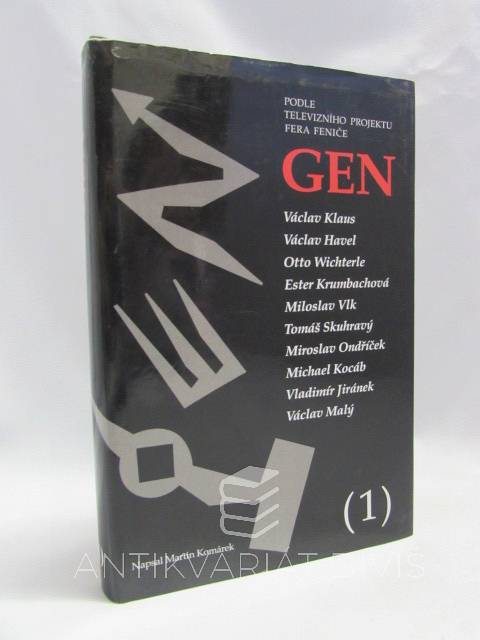 PODLE
TELEVIZNÍHO PROJEKTU
FERA FENIČE
GEN
Václav Klaus
Václav Havel
Otto Wichterle
Ester Krumbachová
Miloslav Vlk
Tomáš Skuhravý
Miroslav Ondříček
Michael Kocáb
Vladimír Jiránek
Václav Malý
(1)
Napsal Martin Komárek
ANTIKVARIÁT